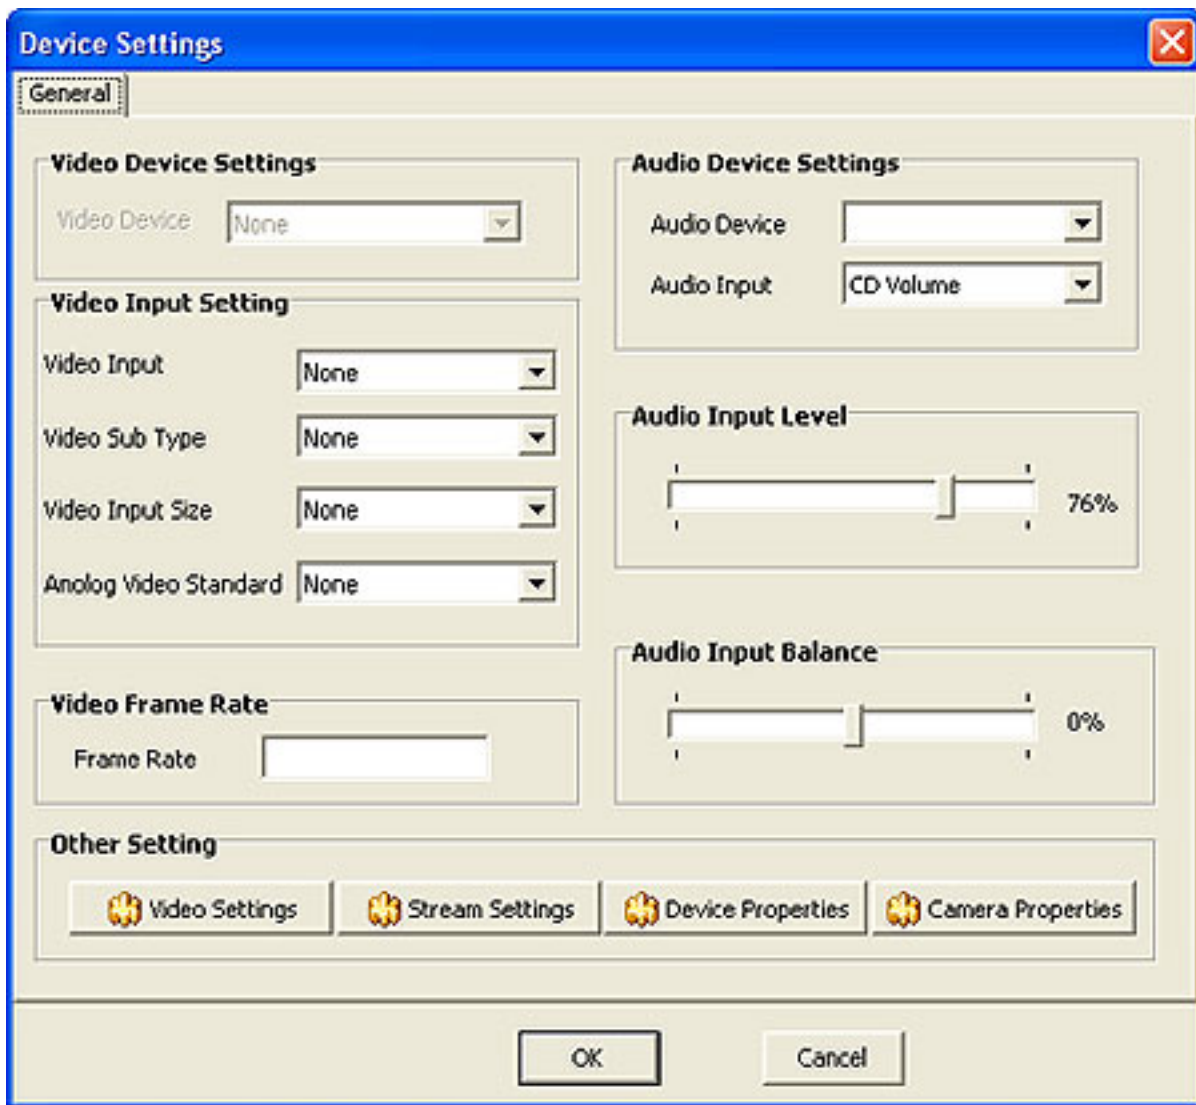 Device Settings
General
Video Device Settings
Video Device None
Video Input Setting
Video Input None
Video Sub Type None
Video Input Size None
Anolog Video Standard None
Video Frame Rate
Frame Rate
Audio Device Settings
Audio Device
Audio Input CD Volume
Audio Input Level
76%
Audio Input Balance
0%
Other Setting
Video Settings Stream Settings Device Properties Camera Properties
OK Cancel